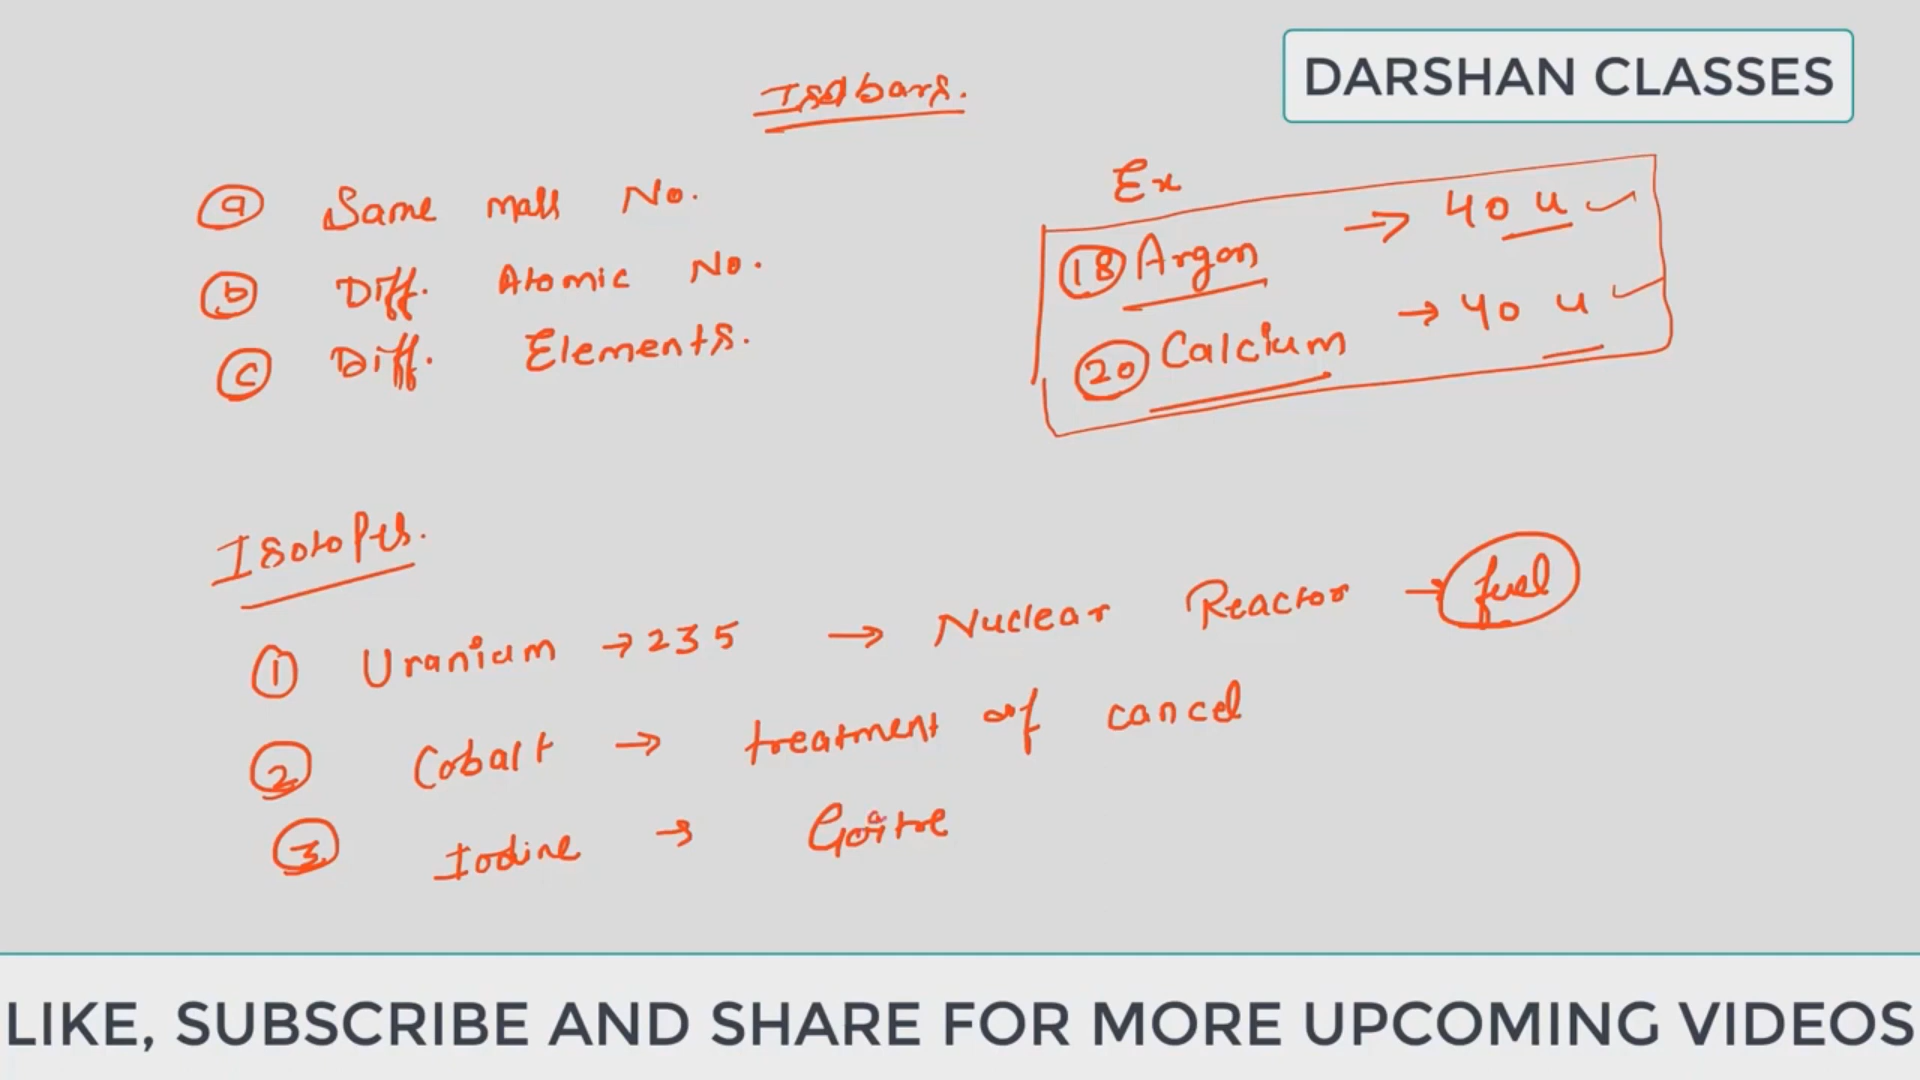 DARSHAN CLASSES
Isobars.
(a) Same mass No.
(b) Diff. Atomic No.
(c) Diff. Elements.
Ex
(18) Argon → 40 u ✓
(20) Calcium → 40 u ✓
Isotopes.
(1) Uranium → 235 → Nuclear Reactor → fuel
(2) Cobalt → treatment of cancel
(3) Iodine → Goitre
LIKE, SUBSCRIBE AND SHARE FOR MORE UPCOMING VIDEOS